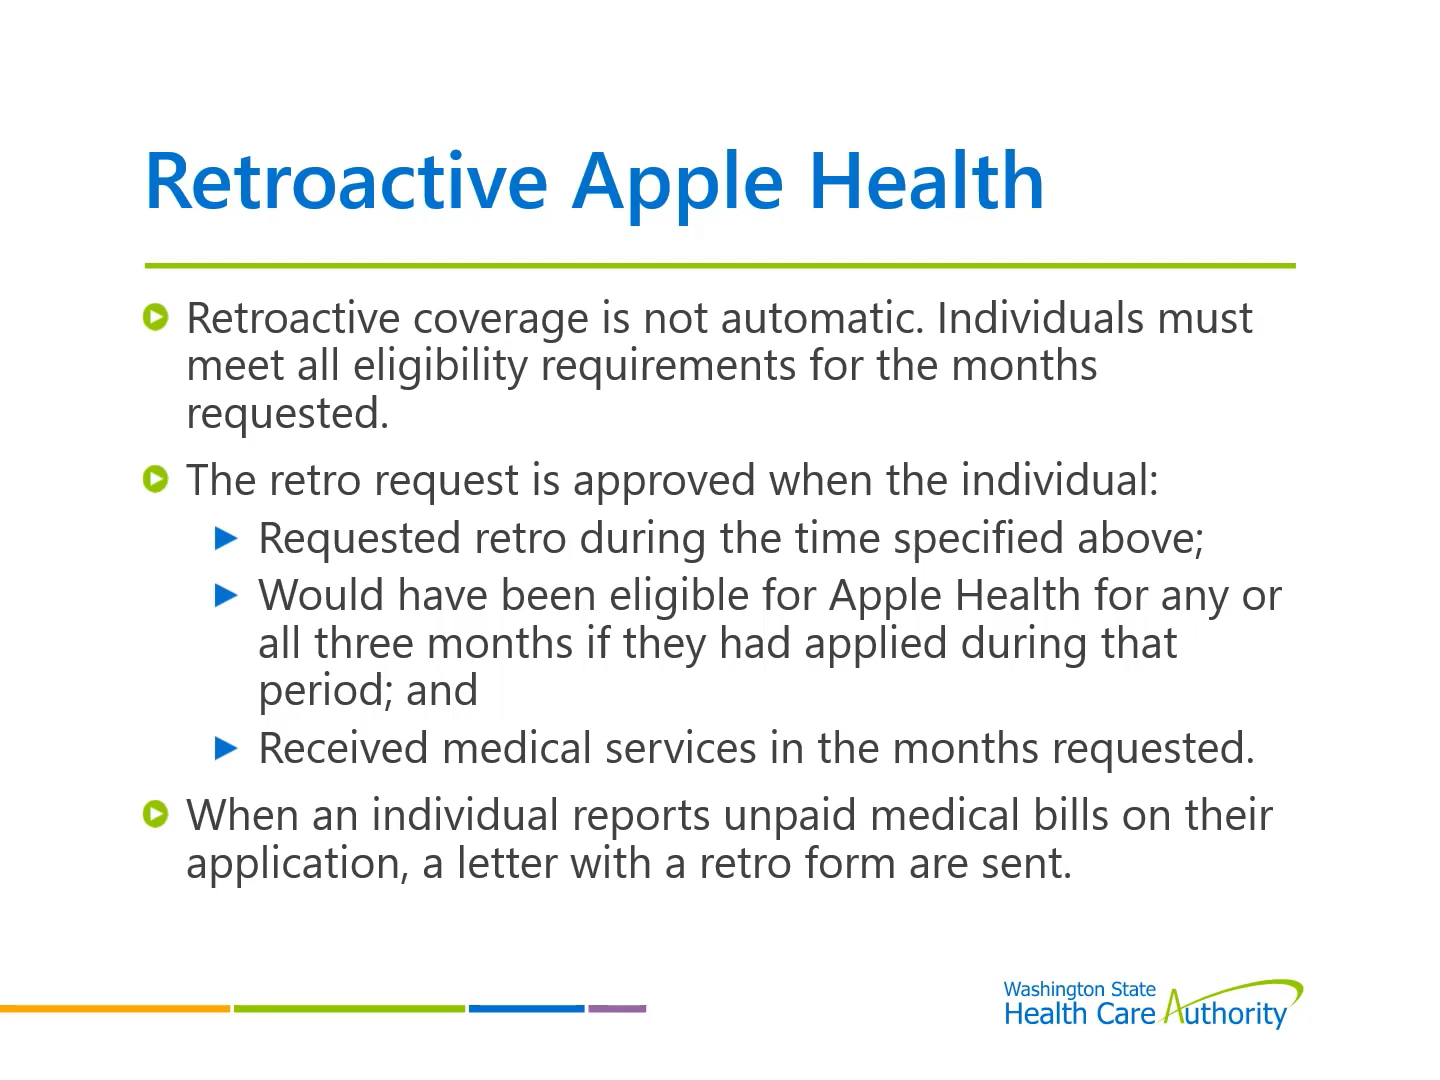 Retroactive Apple Health
Retroactive coverage is not automatic. Individuals must
meet all eligibility requirements for the months
requested.
The retro request is approved when the individual:
Requested retro during the time specified above;
Would have been eligible for Apple Health for any or
all three months if they had applied during that
period; and
Received medical services in the months requested.
When an individual reports unpaid medical bills on their
application, a letter with a retro form are sent.
Washington State
Health Care Authority